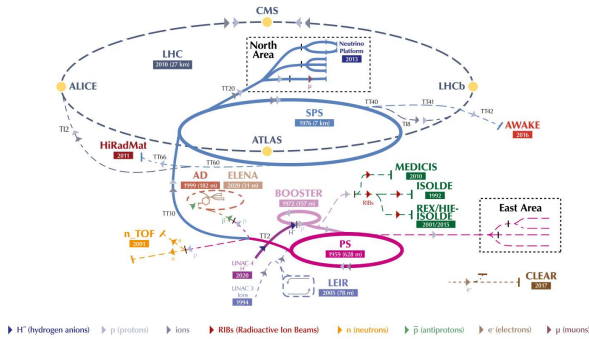 CMS
North
Area
Neutrino
Platform
2013
LHC
2010 (27 km)
μ
ALICE
LHCb
TT20
SPS
1976 (7 km)
TT40
TT41
TT42
TI8
TI2
AWAKE
2016
HiRadMat
2011
ATLAS
TT66
TT60
AD
1999 (182 m)
ELENA
2020 (31 m)
MEDICIS
2010
BOOSTER
1972 (157 m)
ISOLDE
1992
p
RIBs
REX/HIE-
ISOLDE
2001/2015
East Area
TT10
TT2
H⁻
p
n_TOF
2001
n
n
PS
1959 (628 m)
LINAC 4
H⁻
2020
LINAC 3
Ions
1994
LEIR
2005 (78 m)
CLEAR
2017
e⁻
H⁻ (hydrogen anions)
p (protons)
ions
RIBs (Radioactive Ion Beams)
n (neutrons)
p̅ (antiprotons)
e⁻ (electrons)
μ (muons)